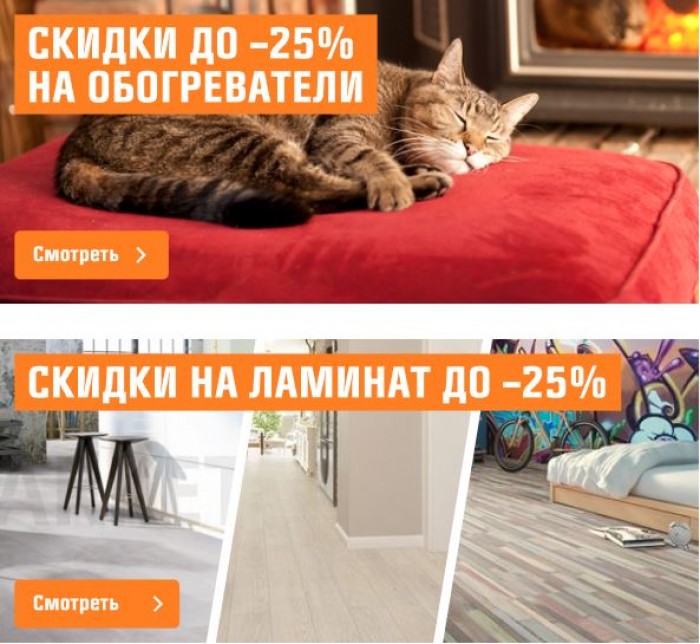 СКИДКИ ДО –25%
НА ОБОГРЕВАТЕЛИ
Смотреть
СКИДКИ НА ЛАМИНАТ ДО –25%
Смотреть